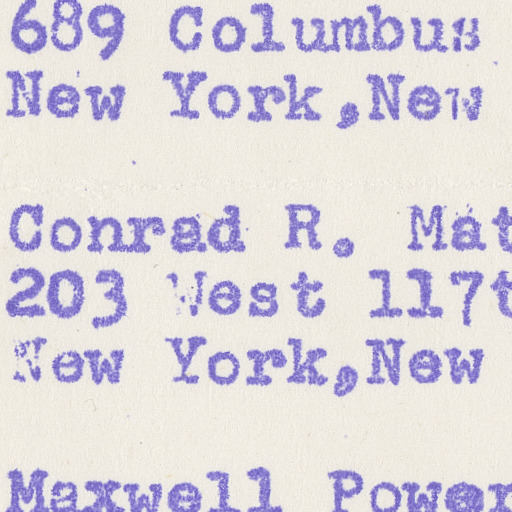 689 Columbus
New York,New
Conrad R. Mat
203 West 117t
New York,New
Maxwell Power